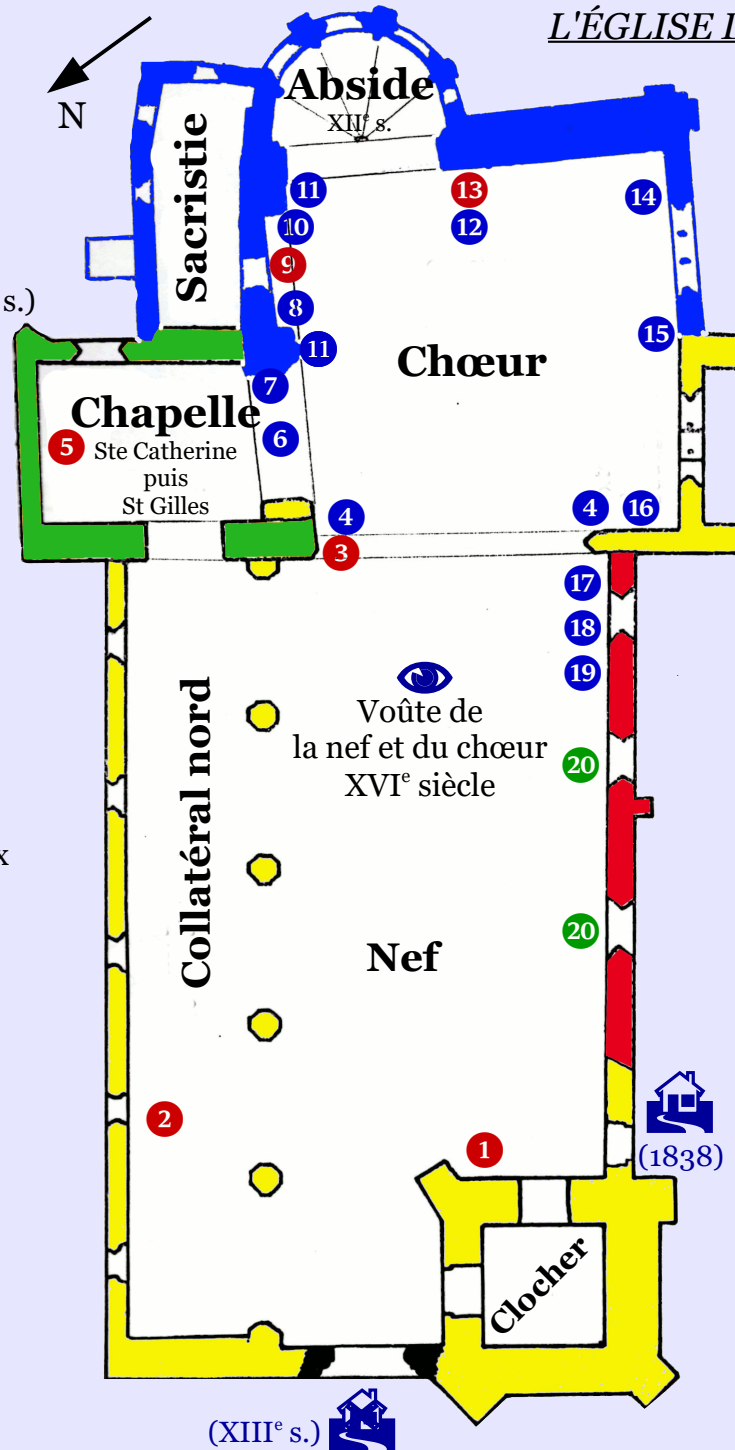 L'ÉGLISE
N
Abside
XIIe s.
Sacristie
11
13
14
10
12
9
8
s.)
15
11
Chœur
7
Chapelle
6
5
Ste Catherine
puis
St Gilles
4
4
16
3
17
18
19
Collatéral nord
Voûte de
la nef et du chœur
XVIe siècle
20
x
20
Nef
2
1
(1838)
Clocher
(XIIIe s.)